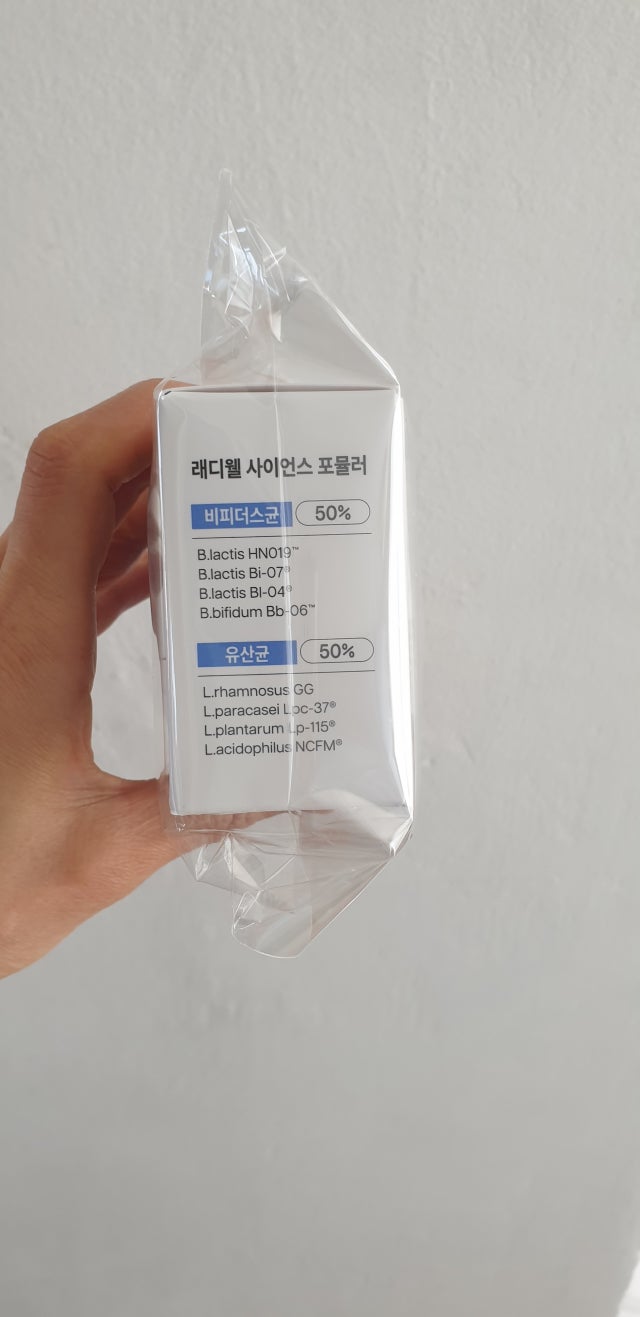 래디웰 사이언스 포뮬러
비피더스균 50%
B.lactis HN019™
B.lactis Bi-07®
B.lactis Bl-04®
B.bifidum Bb-06™
유산균 50%
L.rhamnosus GG
L.paracasei Lpc-37®
L.plantarum Lp-115®
L.acidophilus NCFM®